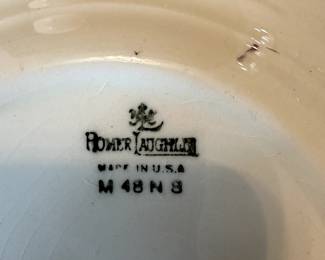 HOMER LAUGHLIN
MADE IN U.S.A
M 48 N 8